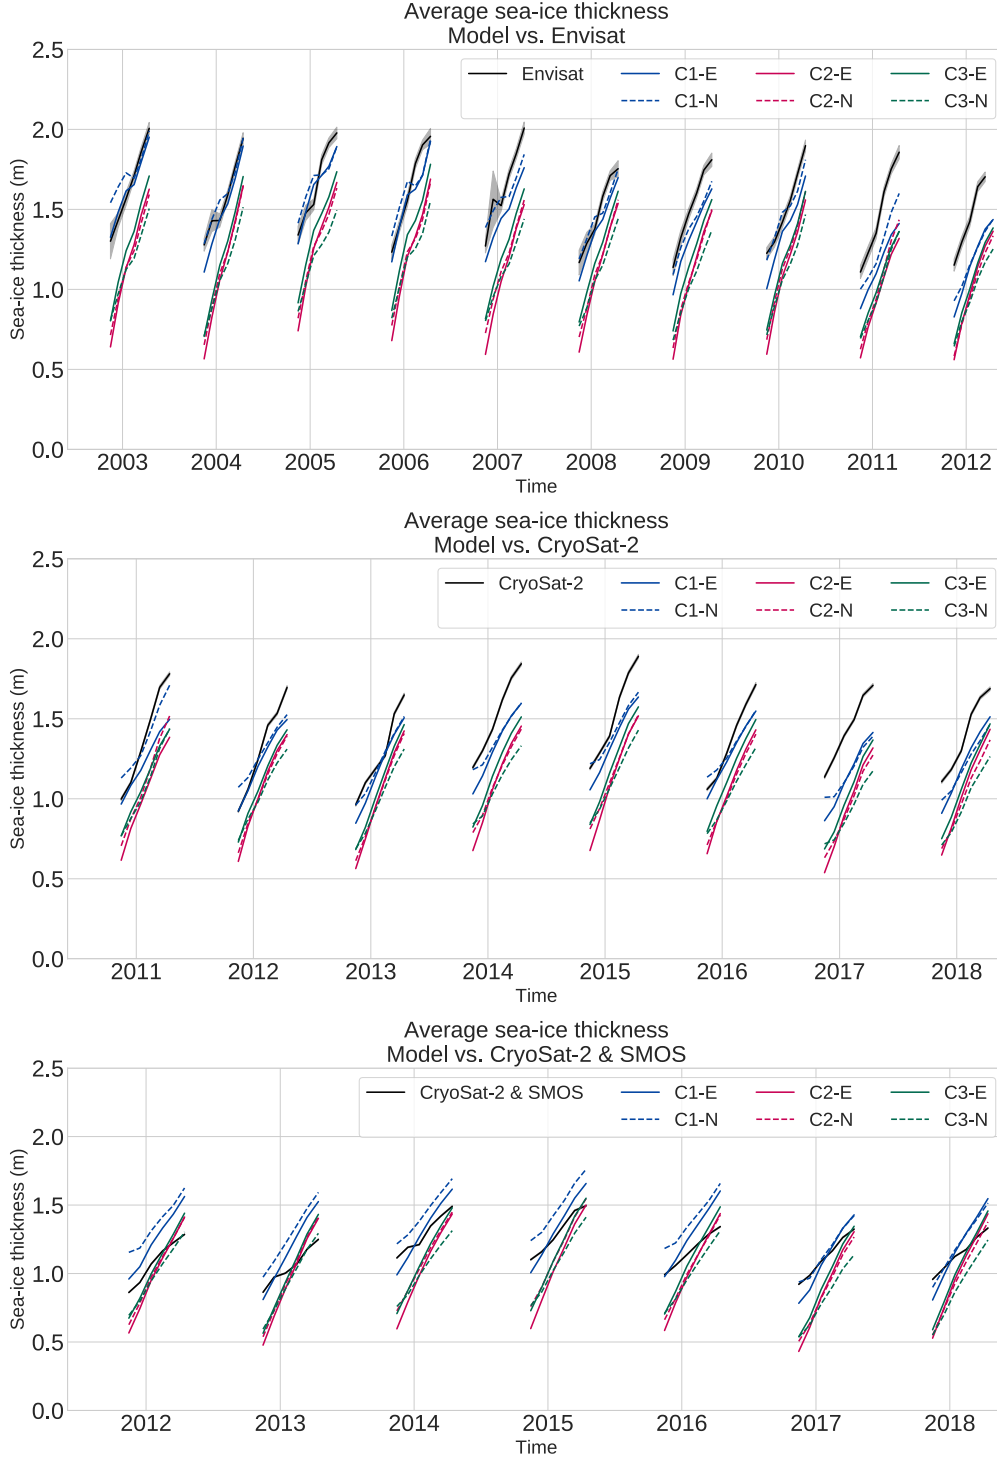 Average sea-ice thickness
Model vs. Envisat
Envisat
C1-E
C2-E
C3-E
C1-N
C2-N
C3-N
2.5
2.0
1.5
1.0
0.5
0.0
Sea-ice thickness (m)
2003 2004 2005 2006 2007 2008 2009 2010 2011 2012
Time
Average sea-ice thickness
Model vs. CryoSat-2
CryoSat-2
C1-E
C2-E
C3-E
C1-N
C2-N
C3-N
2.5
2.0
1.5
1.0
0.5
0.0
Sea-ice thickness (m)
2011 2012 2013 2014 2015 2016 2017 2018
Time
Average sea-ice thickness
Model vs. CryoSat-2 & SMOS
CryoSat-2 & SMOS
C1-E
C2-E
C3-E
C1-N
C2-N
C3-N
2.5
2.0
1.5
1.0
0.5
0.0
Sea-ice thickness (m)
2012 2013 2014 2015 2016 2017 2018
Time